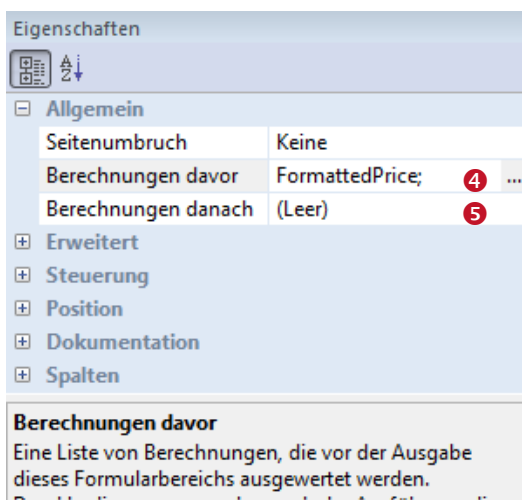 Eigenschaften
Allgemein
Seitenumbruch Keine
Berechnungen davor FormattedPrice; 4 ...
Berechnungen danach (Leer) 5
Erweitert
Steuerung
Position
Dokumentation
Spalten
Berechnungen davor
Eine Liste von Berechnungen, die vor der Ausgabe
dieses Formularbereichs ausgewertet werden.